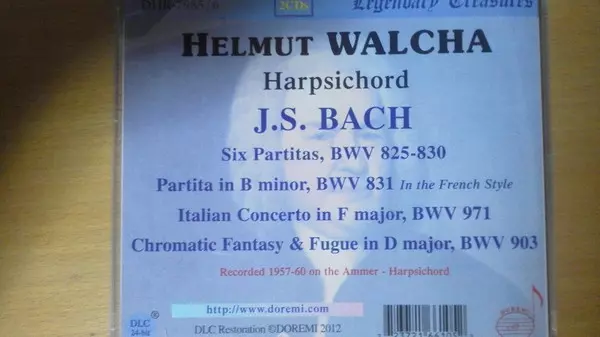 2CDs
Legendary Treasures
HELMUT WALCHA
Harpsichord
J.S. BACH
Six Partitas, BWV 825-830
Partita in B minor, BWV 831 In the French Style
Italian Concerto in F major, BWV 971
Chromatic Fantasy & Fugue in D major, BWV 903
Recorded 1957-60 on the Ammer - Harpsichord
http://www.doremi.com/
DLC ®
24-bit
DLC Restoration ©DOREMI 2012
DOREMI